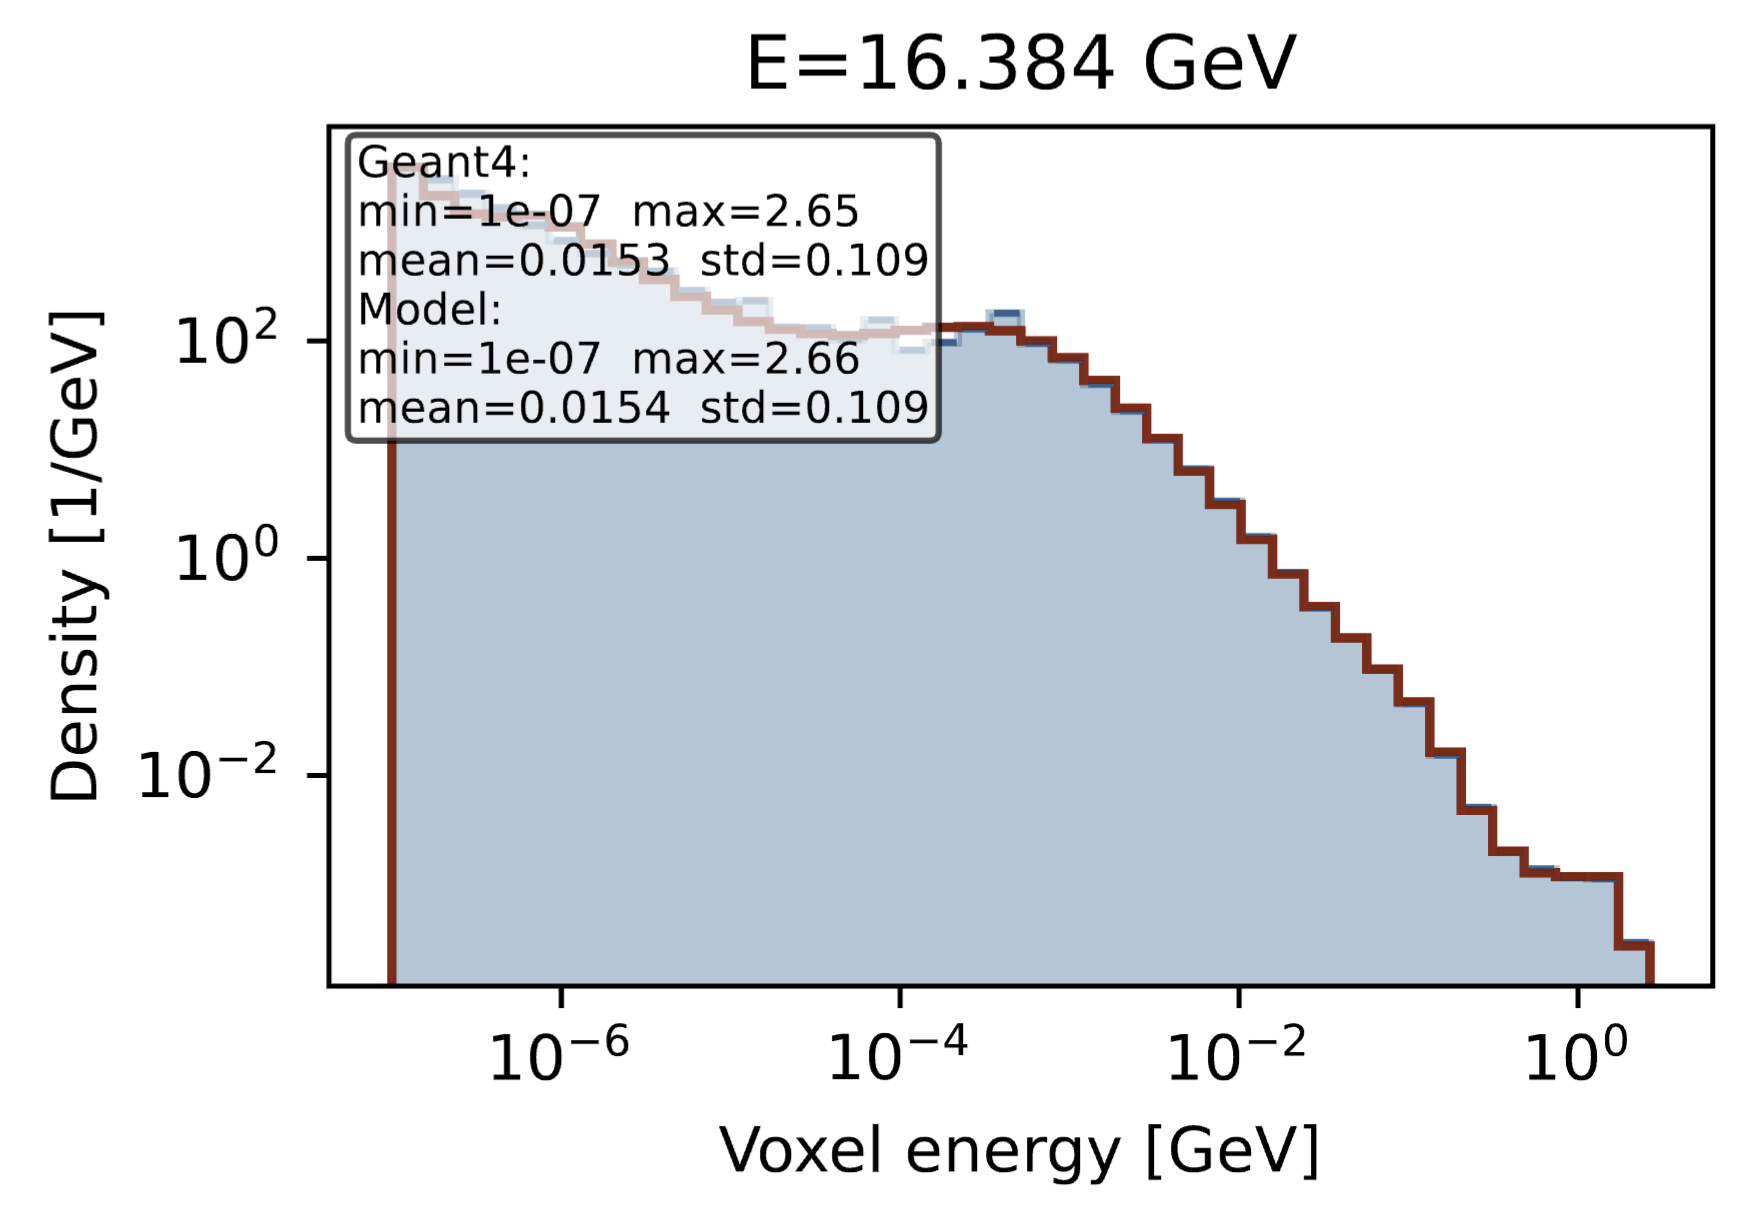 E=16.384 GeV
Geant4:
min=1e-07  max=2.65
mean=0.0153  std=0.109
Model:
min=1e-07  max=2.66
mean=0.0154  std=0.109
Density [1/GeV]
10²
10⁰
10⁻²
10⁻⁶ 10⁻⁴ 10⁻² 10⁰
Voxel energy [GeV]